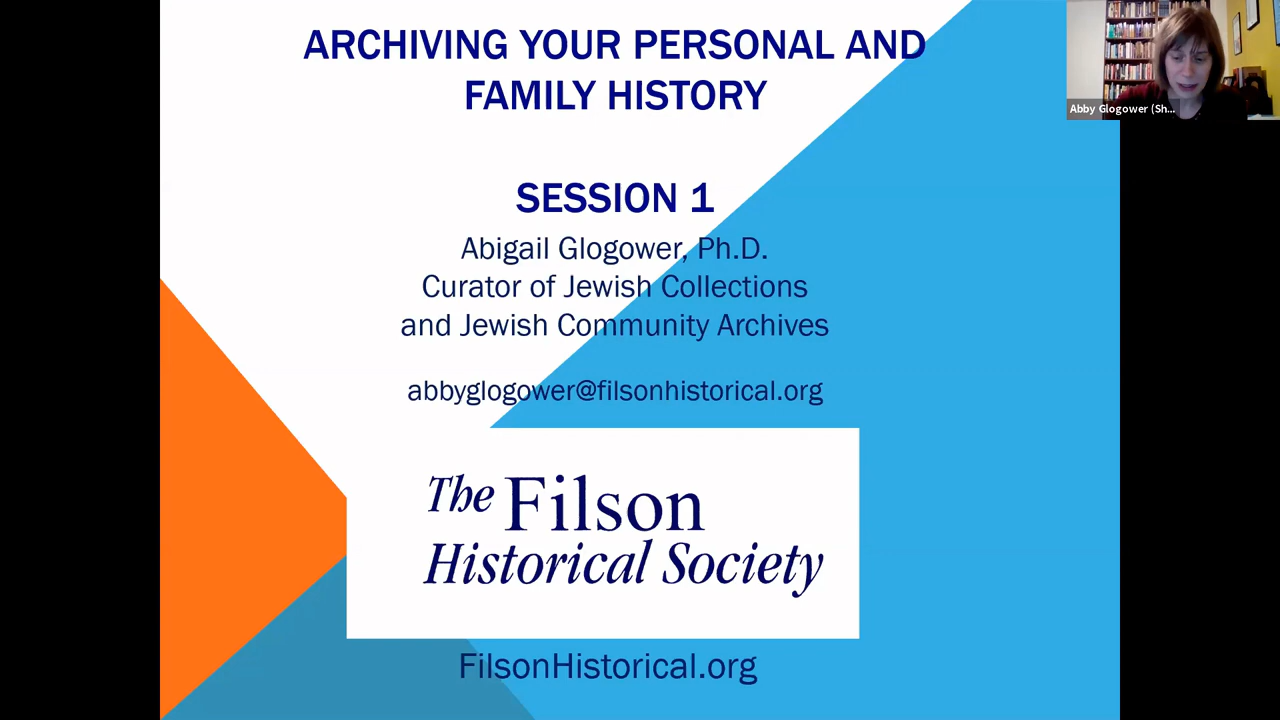 ARCHIVING YOUR PERSONAL AND
FAMILY HISTORY
SESSION 1
Abigail Glogower, Ph.D.
Curator of Jewish Collections
and Jewish Community Archives
abbyglogower@filsonhistorical.org
The Filson
Historical Society
FilsonHistorical.org
Abby Glogower (Sh...